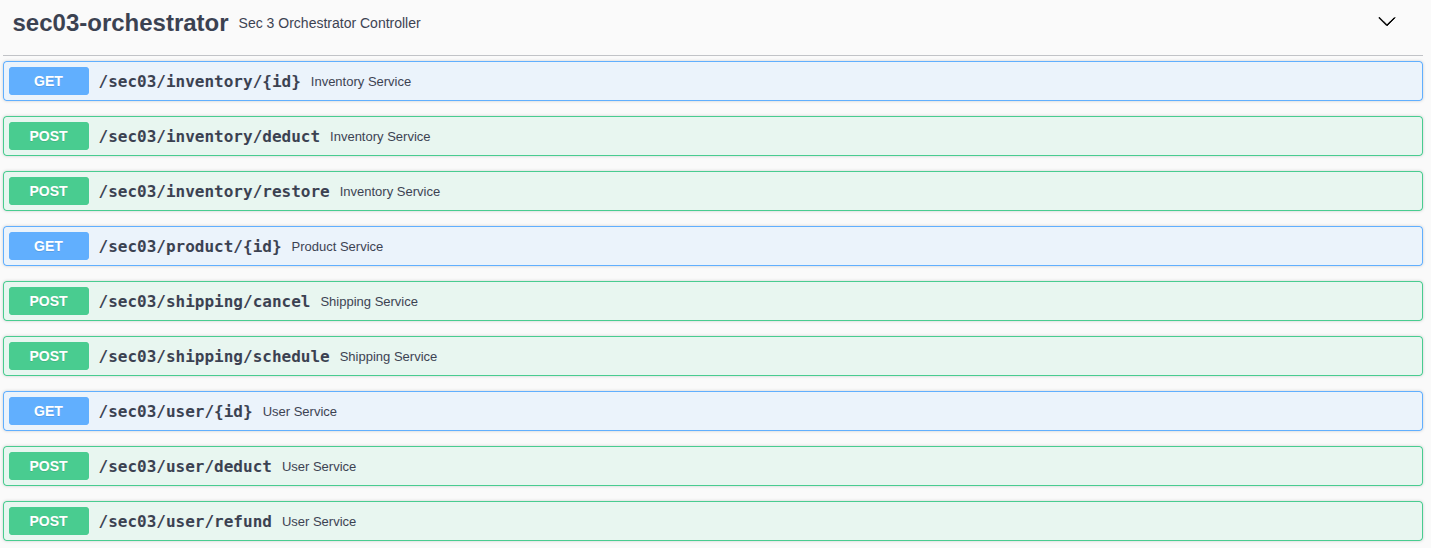 sec03-orchestrator Sec 3 Orchestrator Controller
GET /sec03/inventory/{id} Inventory Service
POST /sec03/inventory/deduct Inventory Service
POST /sec03/inventory/restore Inventory Service
GET /sec03/product/{id} Product Service
POST /sec03/shipping/cancel Shipping Service
POST /sec03/shipping/schedule Shipping Service
GET /sec03/user/{id} User Service
POST /sec03/user/deduct User Service
POST /sec03/user/refund User Service